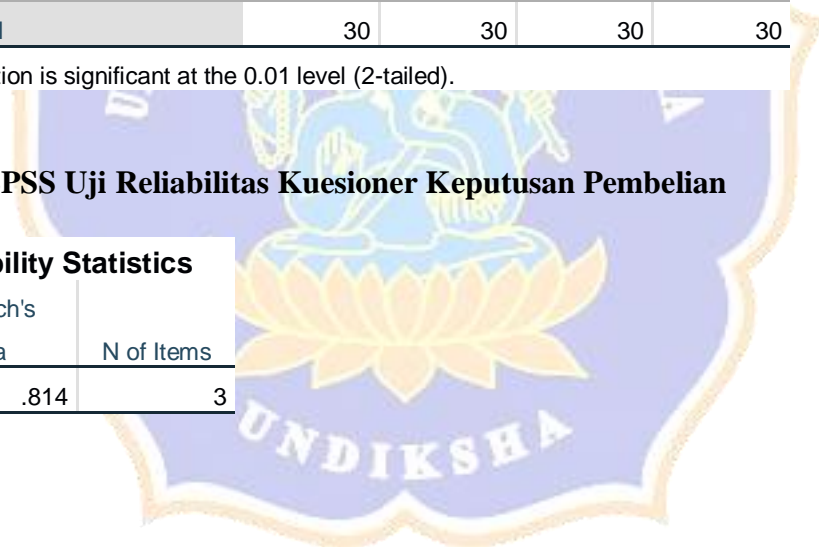 30 30 30 30
tion is significant at the 0.01 level (2-tailed).
PSS Uji Reliabilitas Kuesioner Keputusan Pembelian
bility Statistics
ch's
a N of Items
.814 3
UNDIKSHA